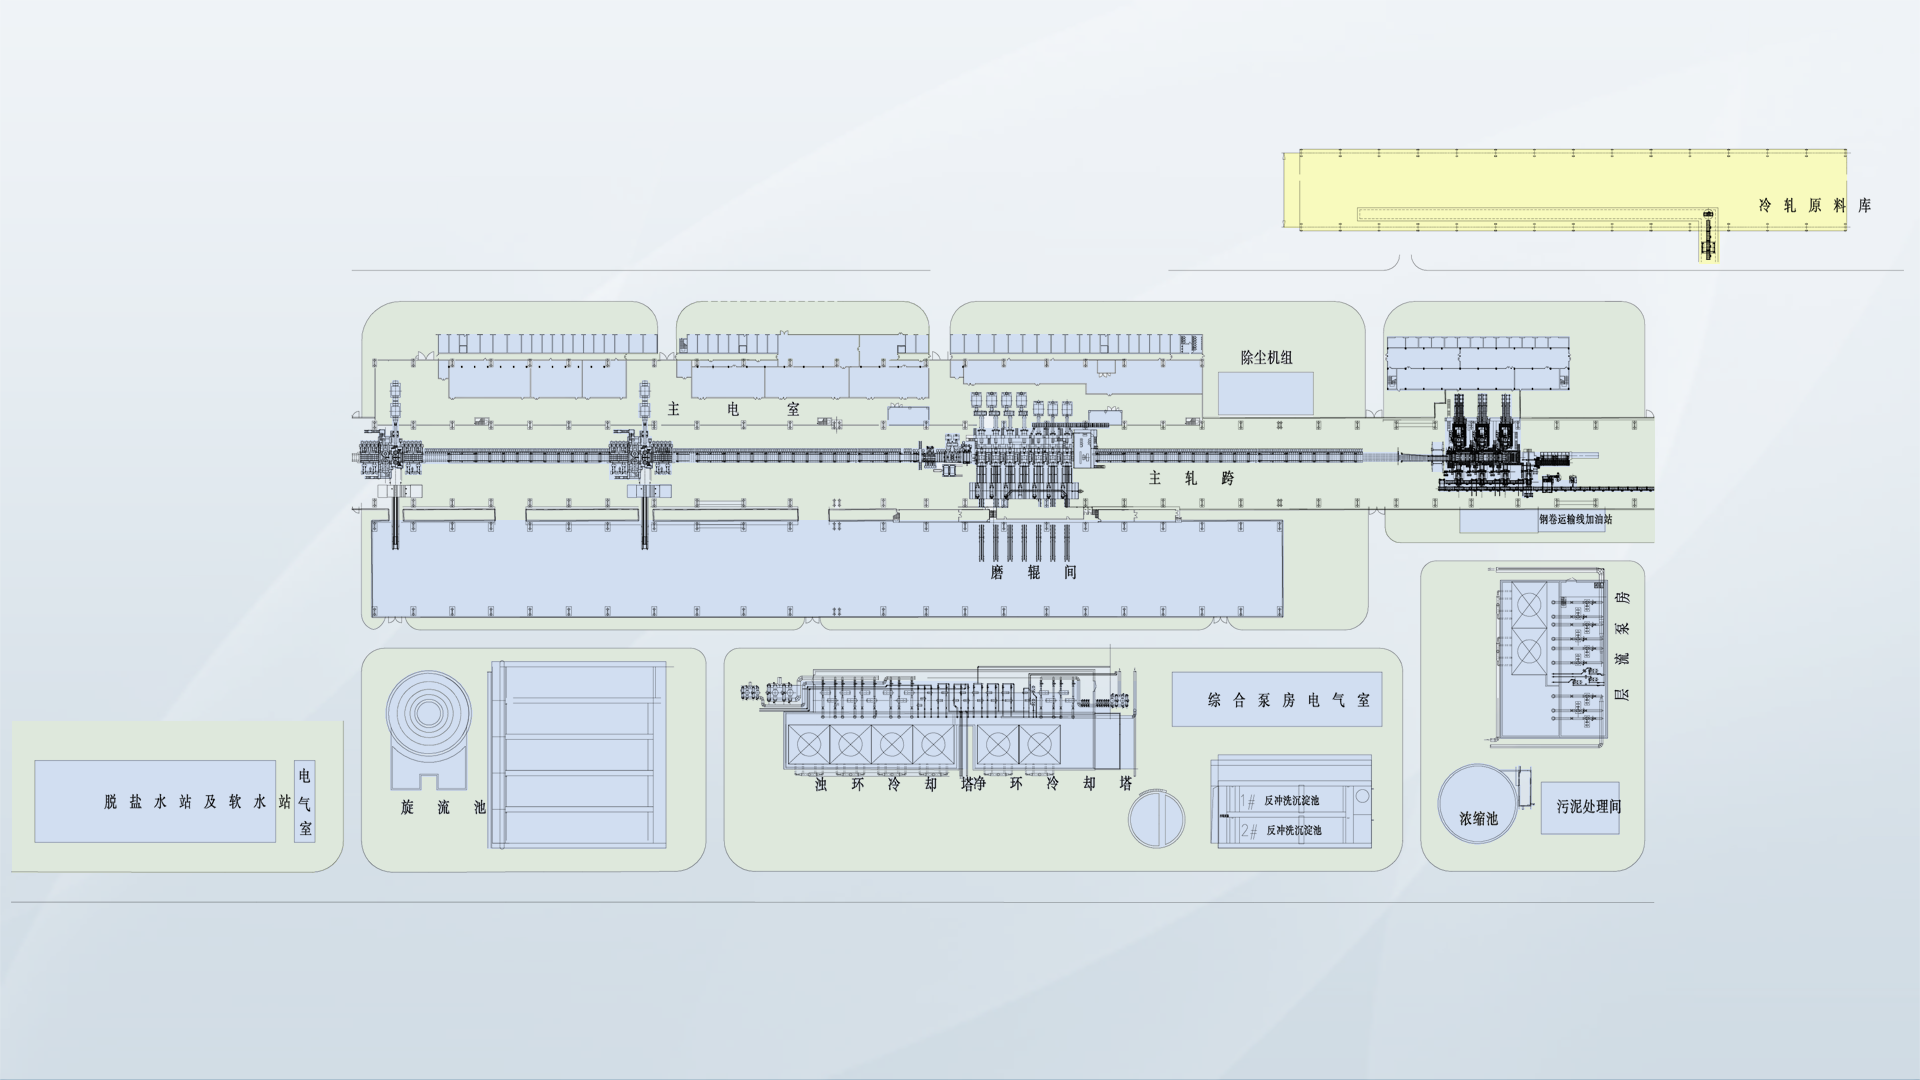 冷轧原料库
除尘机组
主电室
主轧跨
钢卷运输线加油站
磨辊间
层流泵房
综合泵房电气室
脱盐水站及软水站
电气室
旋流池
浊环冷却塔
净环冷却塔
1# 反冲洗沉淀池
2# 反冲洗沉淀池
浓缩池
污泥处理间